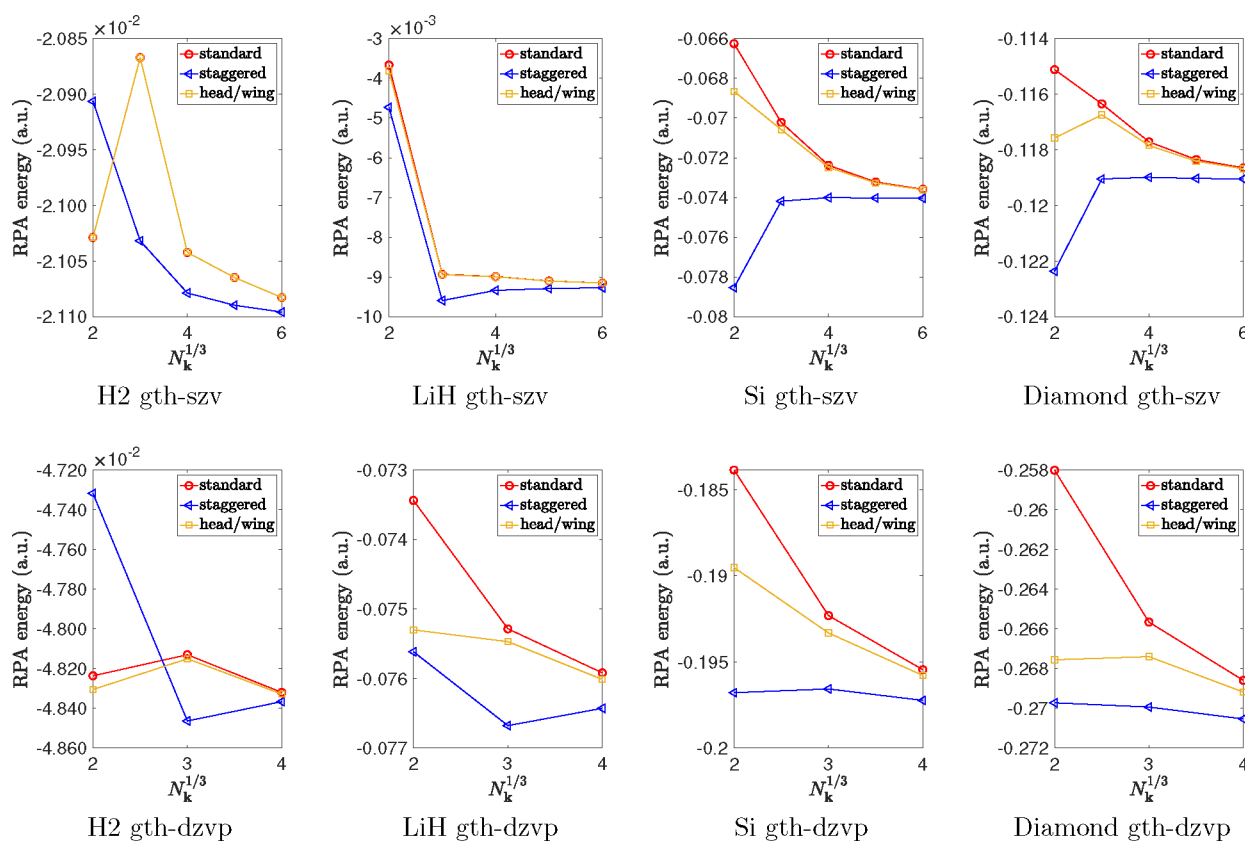 ×10⁻²
-2.085
-2.090
-2.095
-2.100
-2.105
-2.110
RPA energy (a.u.)
standard
staggered
head/wing
2 4 6
N_k^{1/3}
H2 gth-szv
×10⁻³
-3
-4
-5
-6
-7
-8
-9
-10
RPA energy (a.u.)
standard
staggered
head/wing
2 4 6
N_k^{1/3}
LiH gth-szv
-0.066
-0.068
-0.07
-0.072
-0.074
-0.076
-0.078
-0.08
RPA energy (a.u.)
standard
staggered
head/wing
2 4 6
N_k^{1/3}
Si gth-szv
-0.114
-0.116
-0.118
-0.12
-0.122
-0.124
RPA energy (a.u.)
standard
staggered
head/wing
2 4 6
N_k^{1/3}
Diamond gth-szv
×10⁻²
-4.720
-4.740
-4.760
-4.780
-4.800
-4.820
-4.840
-4.860
RPA energy (a.u.)
standard
staggered
head/wing
2 3 4
N_k^{1/3}
H2 gth-dzvp
-0.073
-0.074
-0.075
-0.076
-0.077
RPA energy (a.u.)
standard
staggered
head/wing
2 3 4
N_k^{1/3}
LiH gth-dzvp
-0.185
-0.19
-0.195
-0.2
RPA energy (a.u.)
standard
staggered
head/wing
2 3 4
N_k^{1/3}
Si gth-dzvp
-0.258
-0.26
-0.262
-0.264
-0.266
-0.268
-0.27
-0.272
RPA energy (a.u.)
standard
staggered
head/wing
2 3 4
N_k^{1/3}
Diamond gth-dzvp